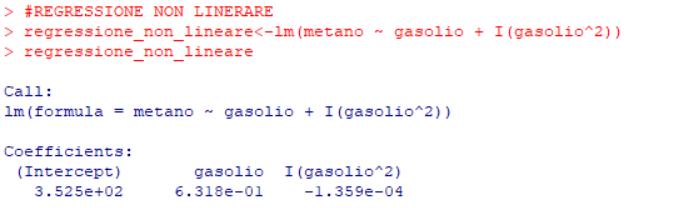 > #REGRESSIONE NON LINERARE
> regressione_non_lineare<-lm(metano ~ gasolio + I(gasolio^2))
> regressione_non_lineare
Call:
lm(formula = metano ~ gasolio + I(gasolio^2))
Coefficients:
(Intercept) gasolio I(gasolio^2)
3.525e+02 6.318e-01 -1.359e-04